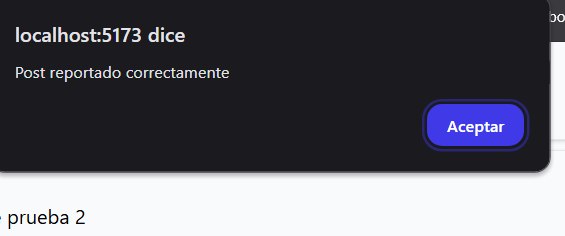 localhost:5173 dice
Post reportado correctamente
Aceptar
prueba 2